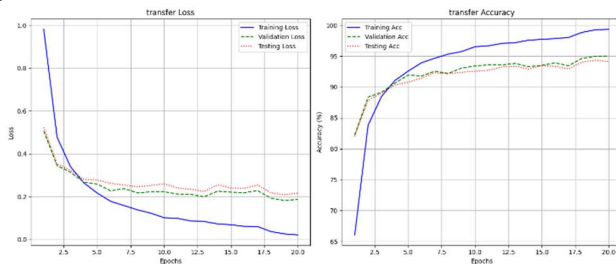 transfer Loss
Training Loss
Validation Loss
Testing Loss
1.0
0.8
0.6
0.4
0.2
0.0
Loss
2.5 5.0 7.5 10.0 12.5 15.0 17.5 20.0
Epochs
transfer Accuracy
Training Acc
Validation Acc
Testing Acc
100
95
90
85
80
75
70
65
Accuracy (%)
2.5 5.0 7.5 10.0 12.5 15.0 17.5 20.0
Epochs